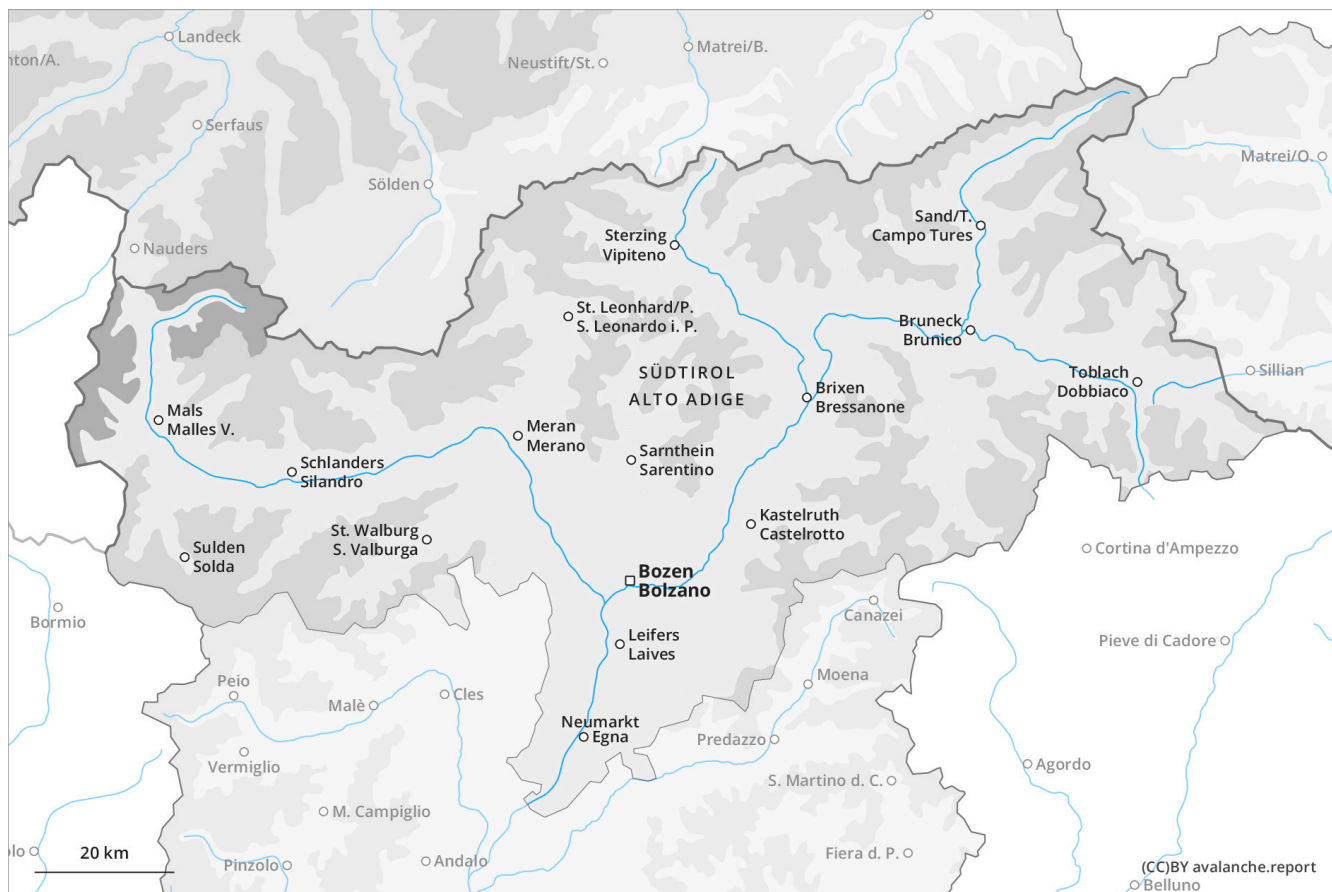 Landeck
nton/A.
Matrei/B.
Neustift/St.
Serfaus
Matrei/O.
Sölden
Sand/T.
Campo Tures
Sterzing
Vipiteno
Nauders
St. Leonhard/P.
S. Leonardo i. P.
Bruneck
Brunico
SÜDTIROL
ALTO ADIGE
Toblach
Dobbiaco
Sillian
Brixen
Bressanone
Mals
Malles V.
Meran
Merano
Sarnthein
Sarentino
Schlanders
Silandro
Kastelruth
Castelrotto
St. Walburg
S. Valburga
Sulden
Solda
Cortina d'Ampezzo
Bozen
Bolzano
Bormio
Canazei
Leifers
Laives
Pieve di Cadore
Peio
Moena
Malè
Cles
Neumarkt
Egna
Predazzo
Vermiglio
Agordo
S. Martino d. C.
M. Campiglio
olo
20 km
Pinzolo
Andalo
Fiera d. P.
(CC)BY avalanche.report
Belluno